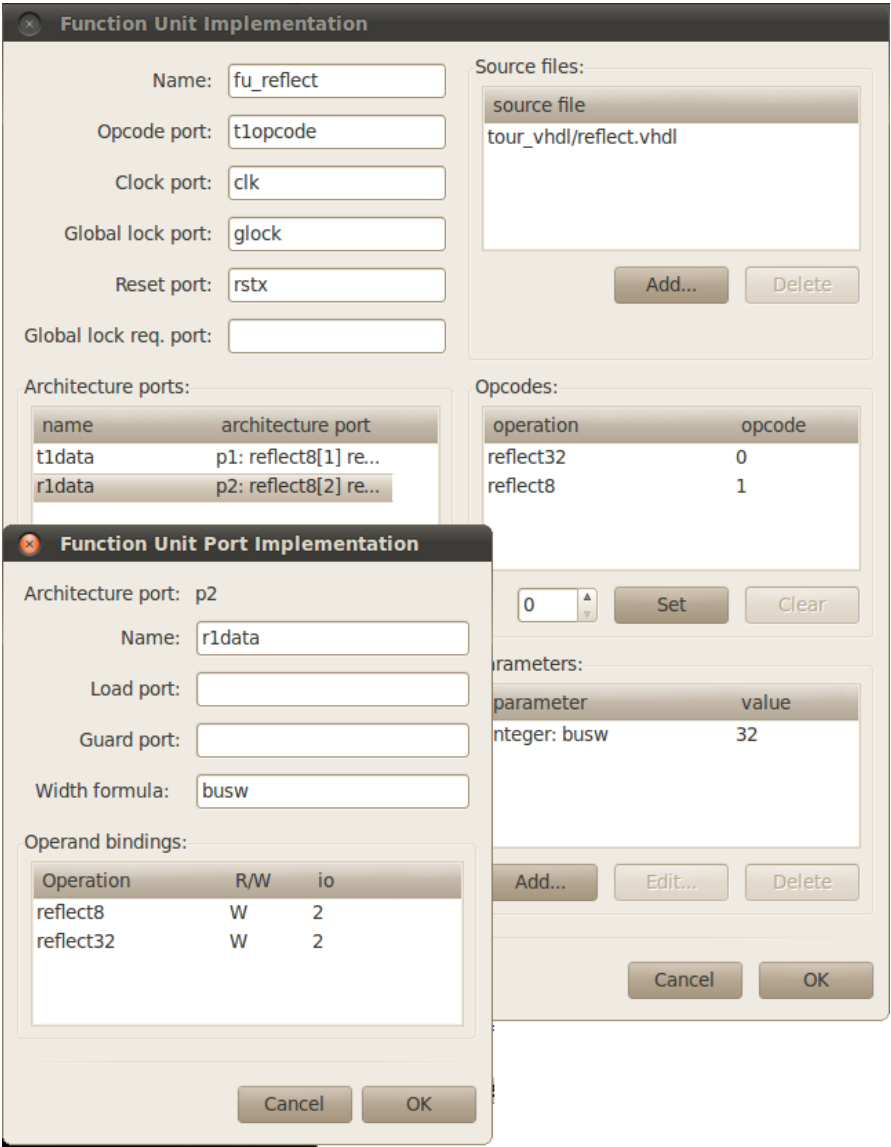 Function Unit Implementation
Name: fu_reflect
Opcode port: t1opcode
Clock port: clk
Global lock port: glock
Reset port: rstx
Global lock req. port:
Source files:
source file
tour_vhdl/reflect.vhdl
Add... Delete
Architecture ports:
name architecture port
t1data p1: reflect8[1] re...
r1data p2: reflect8[2] re...
Opcodes:
operation opcode
reflect32 0
reflect8 1
0 Set Clear
rameters:
parameter value
nteger: busw 32
Add... Edit... Delete
Cancel OK
Function Unit Port Implementation
Architecture port: p2
Name: r1data
Load port:
Guard port:
Width formula: busw
Operand bindings:
Operation R/W io
reflect8 W 2
reflect32 W 2
Cancel OK